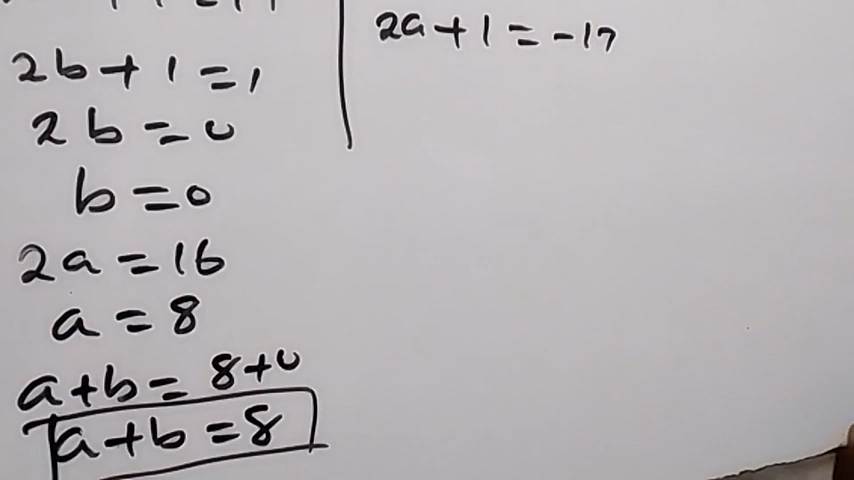 2b + 1 = 1
2b = 0
b = 0
2a = 16
a = 8
a + b = 8 + 0
a + b = 8
2a + 1 = -17